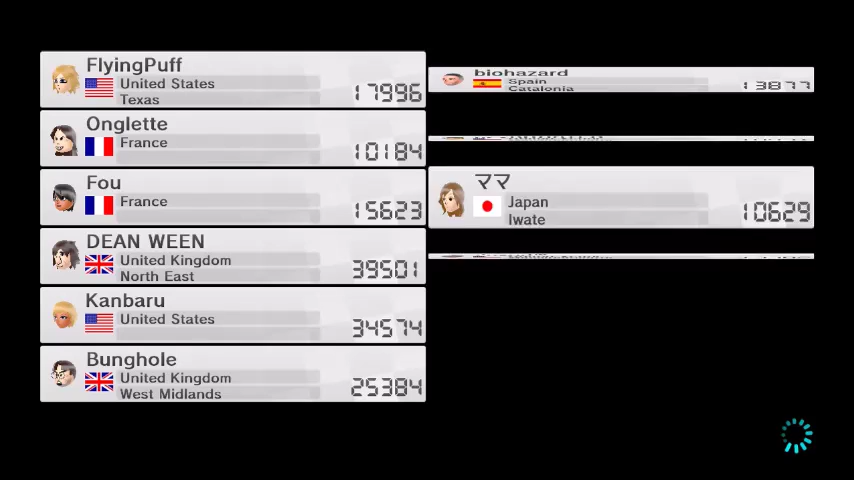 FlyingPuff
United States
Texas
17996
Onglette
France
10184
Fou
France
15623
DEAN WEEN
United Kingdom
North East
39501
Kanbaru
United States
34574
Bunghole
United Kingdom
West Midlands
25384
biohazard
Spain
Catalonia
13877
ママ
Japan
Iwate
10629